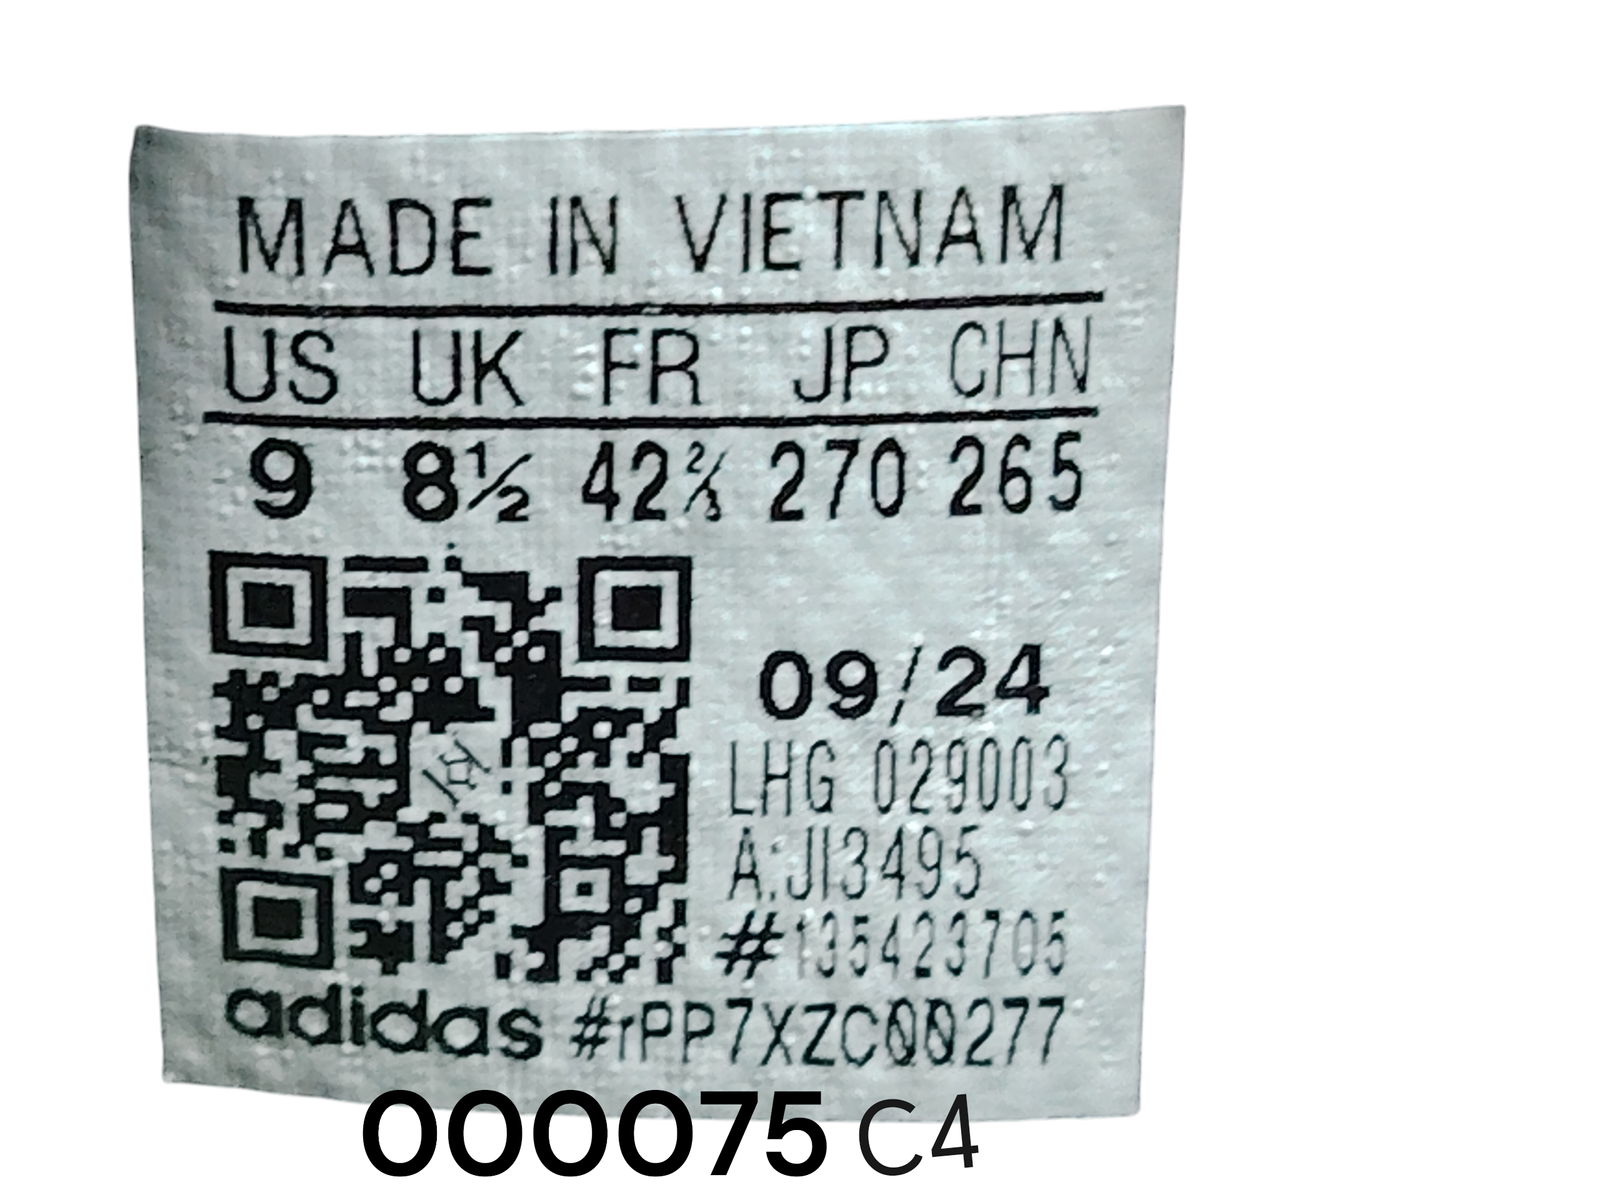 MADE IN VIETNAM
US UK FR JP CHN
9 8½ 42⅔ 270 265
09/24
LHG 029003
A:JI3495
#135423705
adidas #rPP7XZC00277
000075 C4